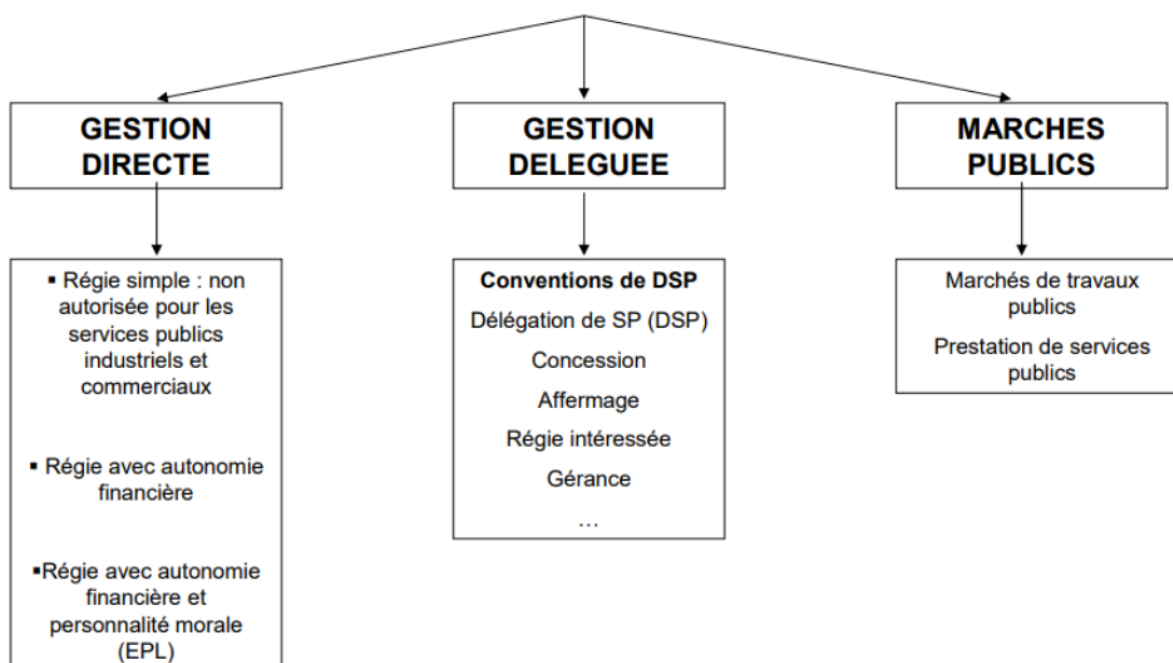 GESTION
DIRECTE
▪ Régie simple : non
autorisée pour les
services publics
industriels et
commerciaux
▪ Régie avec autonomie
financière
▪Régie avec autonomie
financière et
personnalité morale
(EPL)
GESTION
DELEGUEE
Conventions de DSP
Délégation de SP (DSP)
Concession
Affermage
Régie intéressée
Gérance
…
MARCHES
PUBLICS
Marchés de travaux
publics
Prestation de services
publics